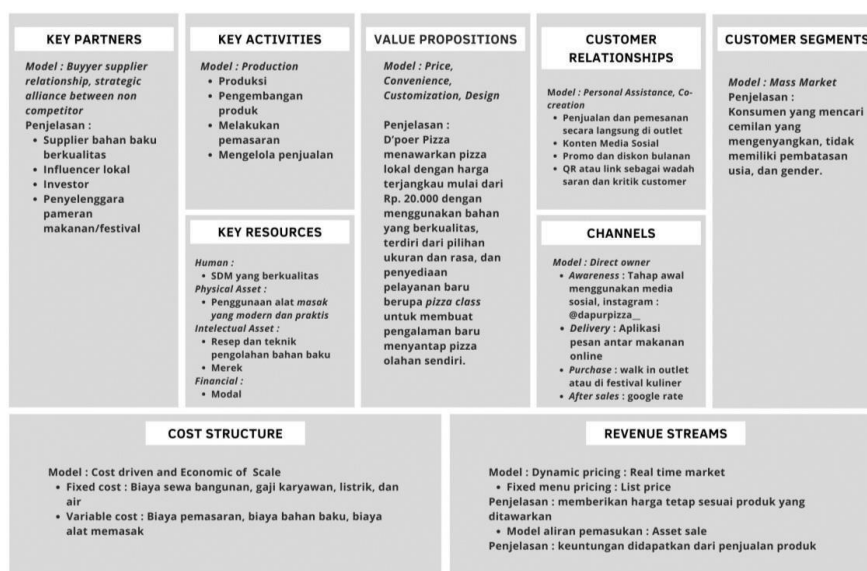 KEY PARTNERS
Model : Buyyer supplier
relationship, strategic
alliance between non
competitor
Penjelasan :
• Supplier bahan baku
berkualitas
• Influencer lokal
• Investor
• Penyelenggara
pameran
makanan/festival
KEY ACTIVITIES
Model : Production
• Produksi
• Pengembangan
produk
• Melakukan
pemasaran
• Mengelola penjualan
KEY RESOURCES
Human :
• SDM yang berkualitas
Physical Asset :
• Penggunaan alat masak
yang modern dan praktis
Intelectual Asset :
• Resep dan teknik
pengolahan bahan baku
• Merek
Financial :
• Modal
VALUE PROPOSITIONS
Model : Price,
Convenience,
Customization, Design
Penjelasan :
D'poer Pizza
menawarkan pizza
lokal dengan harga
terjangkau mulai dari
Rp. 20.000 dengan
menggunakan bahan
yang berkualitas,
terdiri dari pilihan
ukuran dan rasa, dan
penyediaan
pelayanan baru
berupa pizza class
untuk membuat
pengalaman baru
menyantap pizza
olahan sendiri.
CUSTOMER
RELATIONSHIPS
Model : Personal Assistance, Co-
creation
• Penjualan dan pemesanan
secara langsung di outlet
• Konten Media Sosial
• Promo dan diskon bulanan
• QR atau link sebagai wadah
saran dan kritik customer
CHANNELS
Model : Direct owner
• Awareness : Tahap awal
menggunakan media
sosial, instagram :
@dapurpizza__
• Delivery : Aplikasi
pesan antar makanan
online
• Purchase : walk in outlet
atau di festival kuliner
• After sales : google rate
CUSTOMER SEGMENTS
Model : Mass Market
Penjelasan :
Konsumen yang mencari
cemilan yang
mengenyangkan, tidak
memiliki pembatasan
usia, dan gender.
COST STRUCTURE
Model : Cost driven and Economic of Scale
• Fixed cost : Biaya sewa bangunan, gaji karyawan, listrik, dan
air
• Variable cost : Biaya pemasaran, biaya bahan baku, biaya
alat memasak
REVENUE STREAMS
Model : Dynamic pricing : Real time market
• Fixed menu pricing : List price
Penjelasan : memberikan harga tetap sesuai produk yang
ditawarkan
• Model aliran pemasukan : Asset sale
Penjelasan : keuntungan didapatkan dari penjualan produk